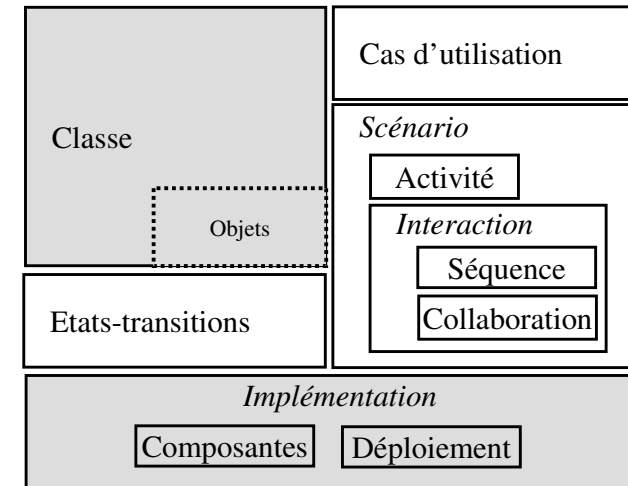 Classe
Objets
Etats-transitions
Cas d’utilisation
Scénario
Activité
Interaction
Séquence
Collaboration
Implémentation
Composantes
Déploiement